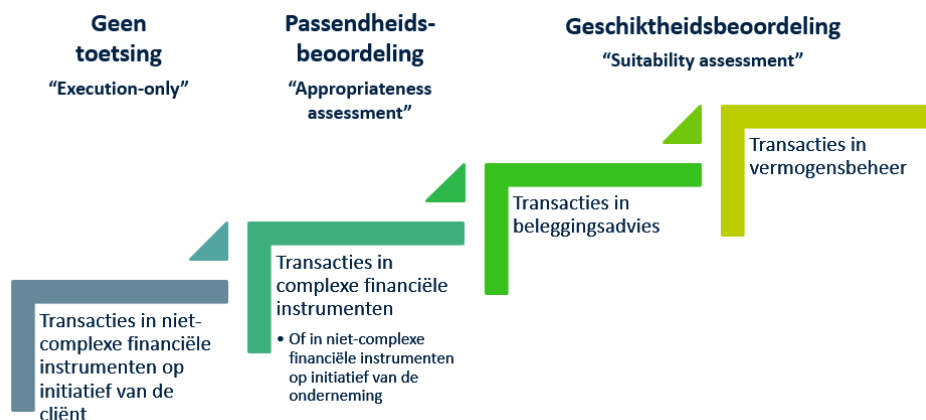 Geen
toetsing
“Execution-only”
Passendheids-
beoordeling
“Appropriateness
assessment”
Geschiktheidsbeoordeling
“Suitability assessment”
Transacties in niet-
complexe financiële
instrumenten op
initiatief van de
cliënt
Transacties in
complexe financiële
instrumenten
• Of in niet-complexe
financiële instrumenten
op initiatief van de
onderneming
Transacties in
beleggingsadvies
Transacties in
vermogensbeheer